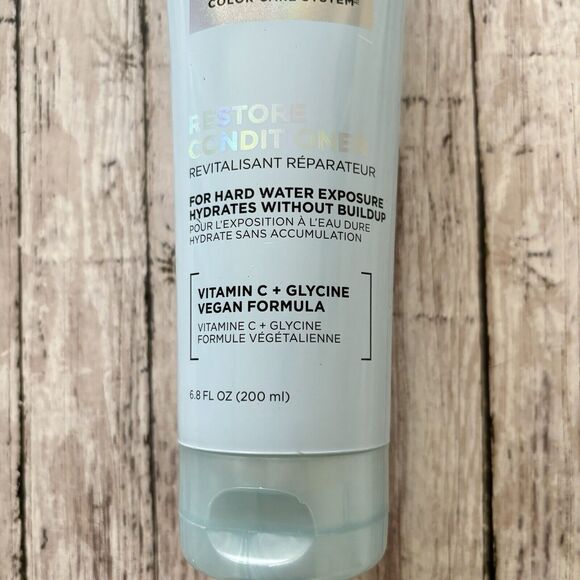 COLOR CARE SYSTEM
RESTORE
CONDITIONER
REVITALISANT RÉPARATEUR
FOR HARD WATER EXPOSURE
HYDRATES WITHOUT BUILDUP
POUR L'EXPOSITION À L'EAU DURE
HYDRATE SANS ACCUMULATION
VITAMIN C + GLYCINE
VEGAN FORMULA
VITAMINE C + GLYCINE
FORMULE VÉGÉTALIENNE
6.8 FL OZ (200 ml)